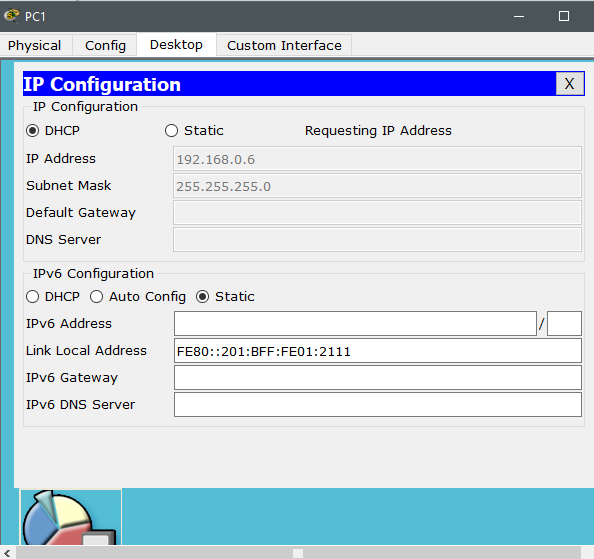 PC1
Physical Config Desktop Custom Interface
IP Configuration X
IP Configuration
DHCP Static Requesting IP Address
IP Address 192.168.0.6
Subnet Mask 255.255.255.0
Default Gateway
DNS Server
IPv6 Configuration
DHCP Auto Config Static
IPv6 Address /
Link Local Address FE80::201:BFF:FE01:2111
IPv6 Gateway
IPv6 DNS Server